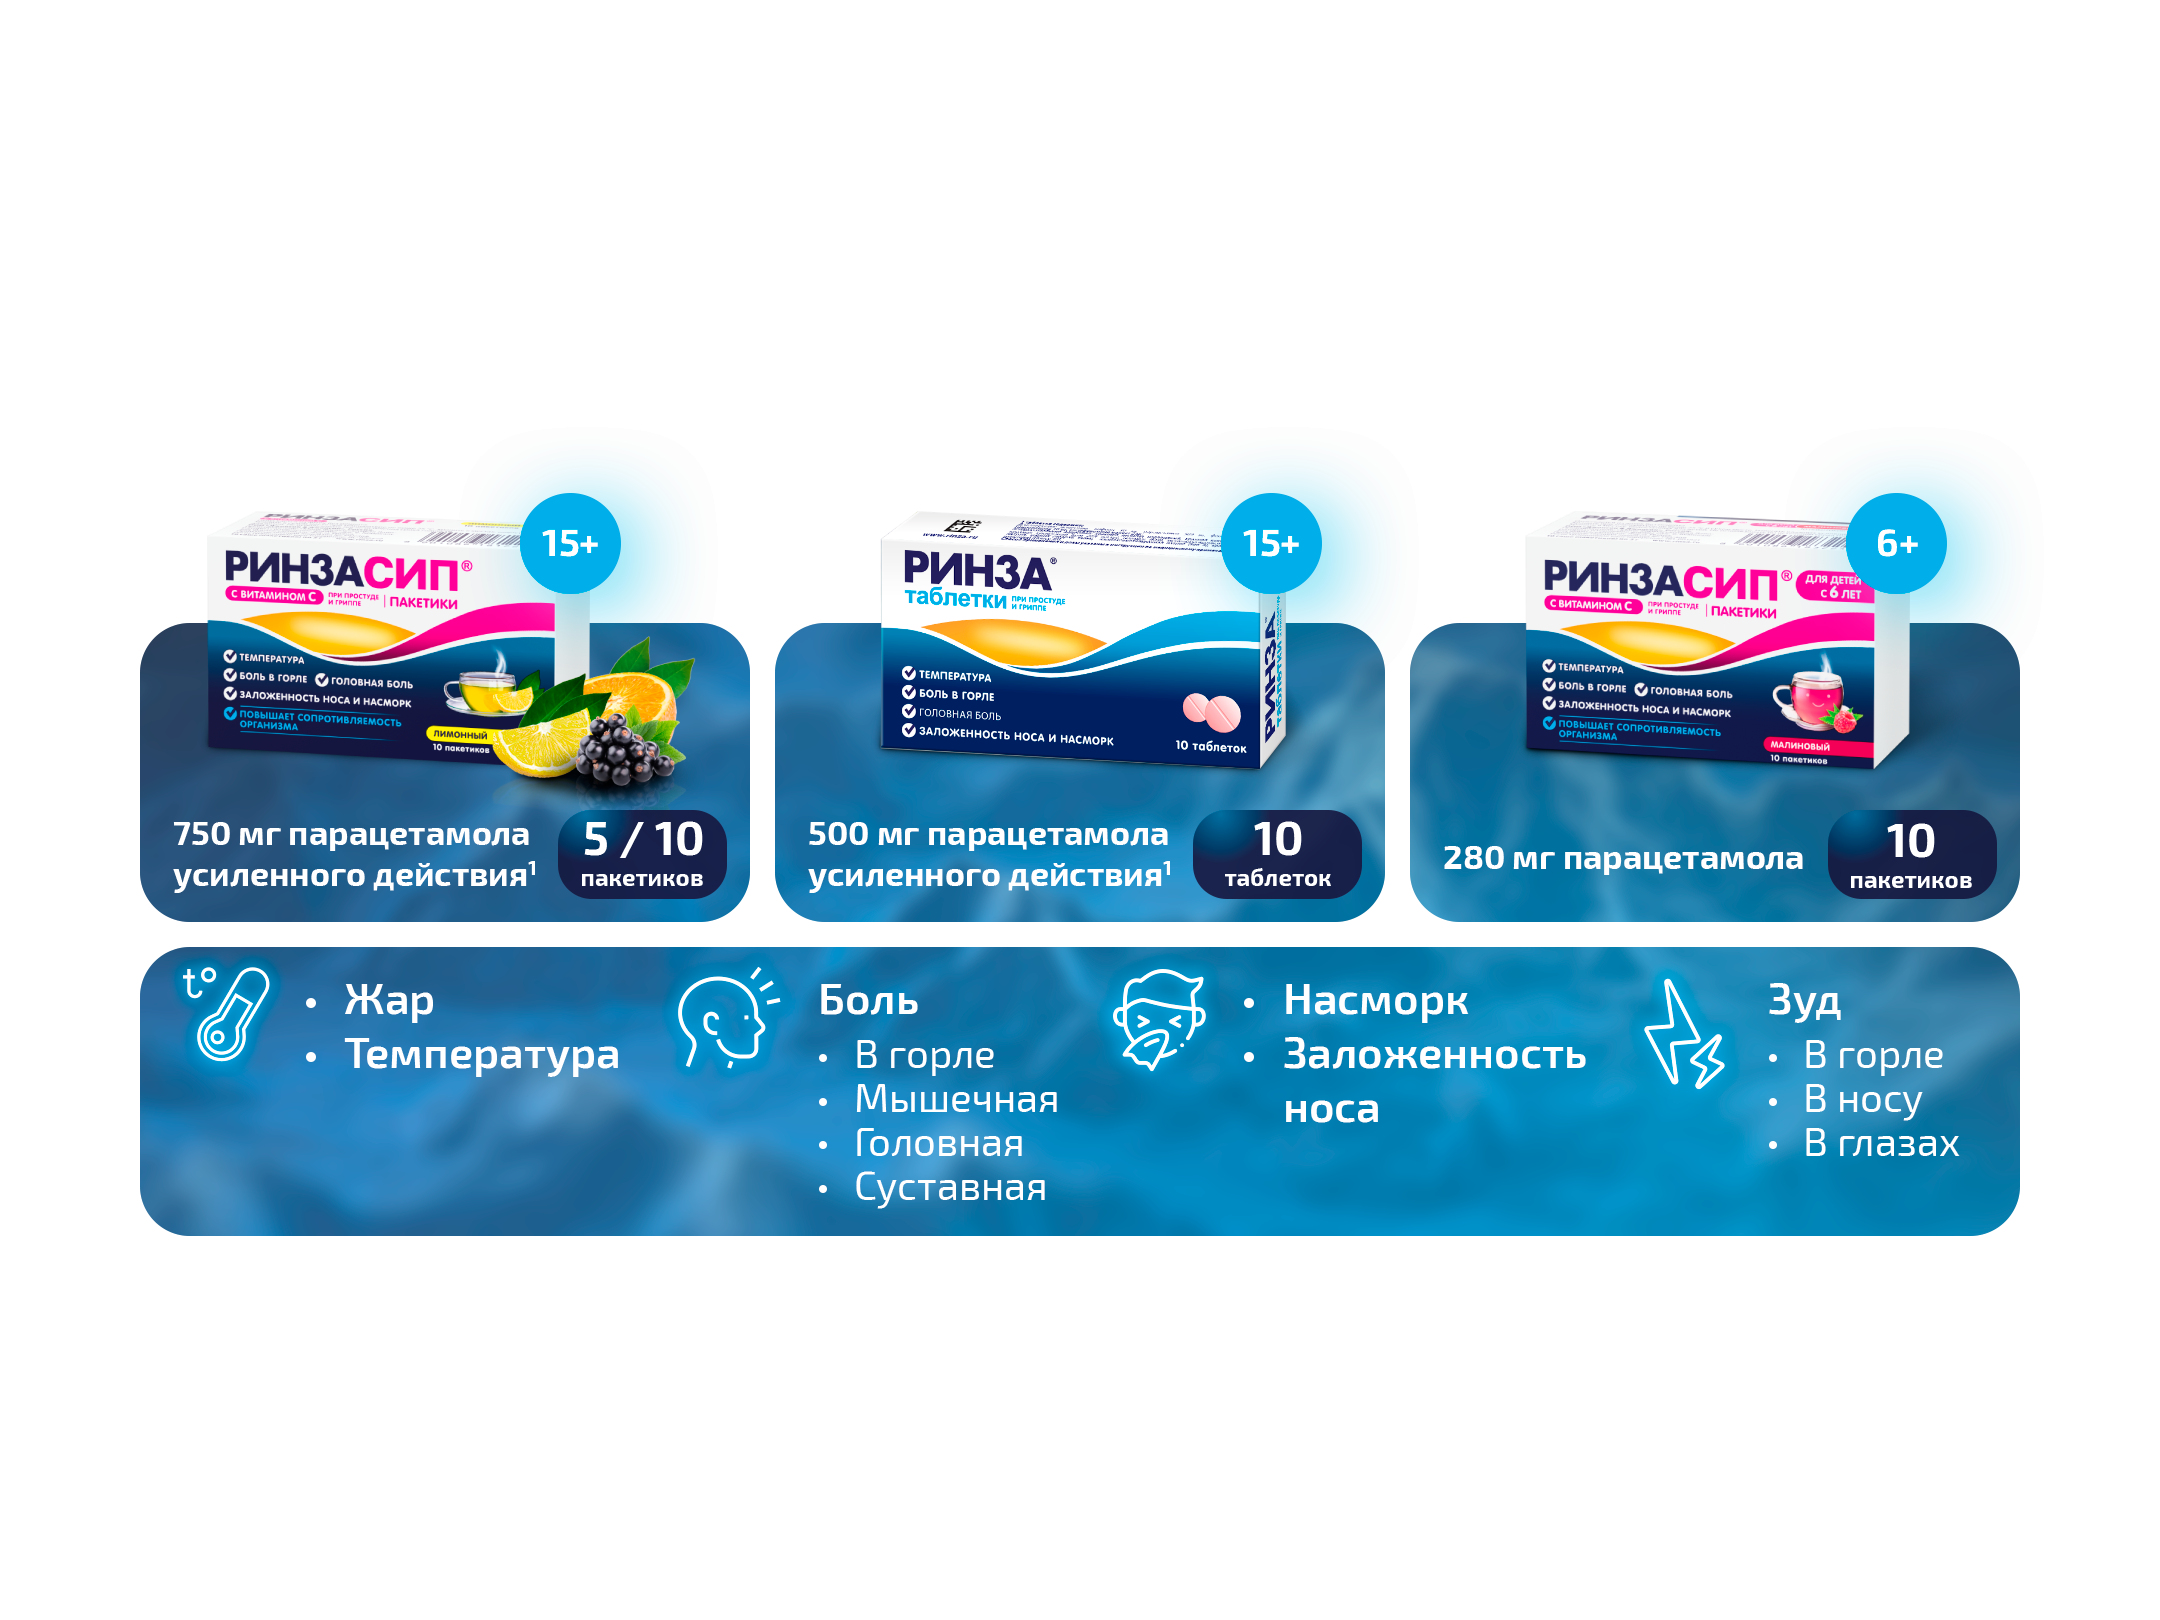 РИНЗАСИП
15+
РИНЗАСИП®
С ВИТАМИНОМ С
ПРИ ПРОСТУДЕ
И ГРИППЕ
ПАКЕТИКИ
ТЕМПЕРАТУРА
БОЛЬ В ГОРЛЕ ГОЛОВНАЯ БОЛЬ
ЗАЛОЖЕННОСТЬ НОСА И НАСМОРК
ПОВЫШАЕТ СОПРОТИВЛЯЕМОСТЬ
ОРГАНИЗМА
ЛИМОННЫЙ
10 пакетиков
750 мг парацетамола
усиленного действия¹
5 / 10
пакетиков
15+
РИНЗА®
таблетки
ПРИ ПРОСТУДЕ
И ГРИППЕ
ТЕМПЕРАТУРА
БОЛЬ В ГОРЛЕ
ГОЛОВНАЯ БОЛЬ
ЗАЛОЖЕННОСТЬ НОСА И НАСМОРК
10 таблеток
РИНЗА
таблетки
500 мг парацетамола
усиленного действия¹
10
таблеток
РИНЗАСИП
6+
РИНЗАСИП®
ДЛЯ ДЕТЕЙ
С 6 ЛЕТ
С ВИТАМИНОМ С
ПРИ ПРОСТУДЕ
И ГРИППЕ
ПАКЕТИКИ
ТЕМПЕРАТУРА
БОЛЬ В ГОРЛЕ ГОЛОВНАЯ БОЛЬ
ЗАЛОЖЕННОСТЬ НОСА И НАСМОРК
ПОВЫШАЕТ СОПРОТИВЛЯЕМОСТЬ
ОРГАНИЗМА
МАЛИНОВЫЙ
10 пакетиков
280 мг парацетамола
10
пакетиков
t°
• Жар
• Температура
Боль
• В горле
• Мышечная
• Головная
• Суставная
• Насморк
• Заложенность
носа
Зуд
• В горле
• В носу
• В глазах